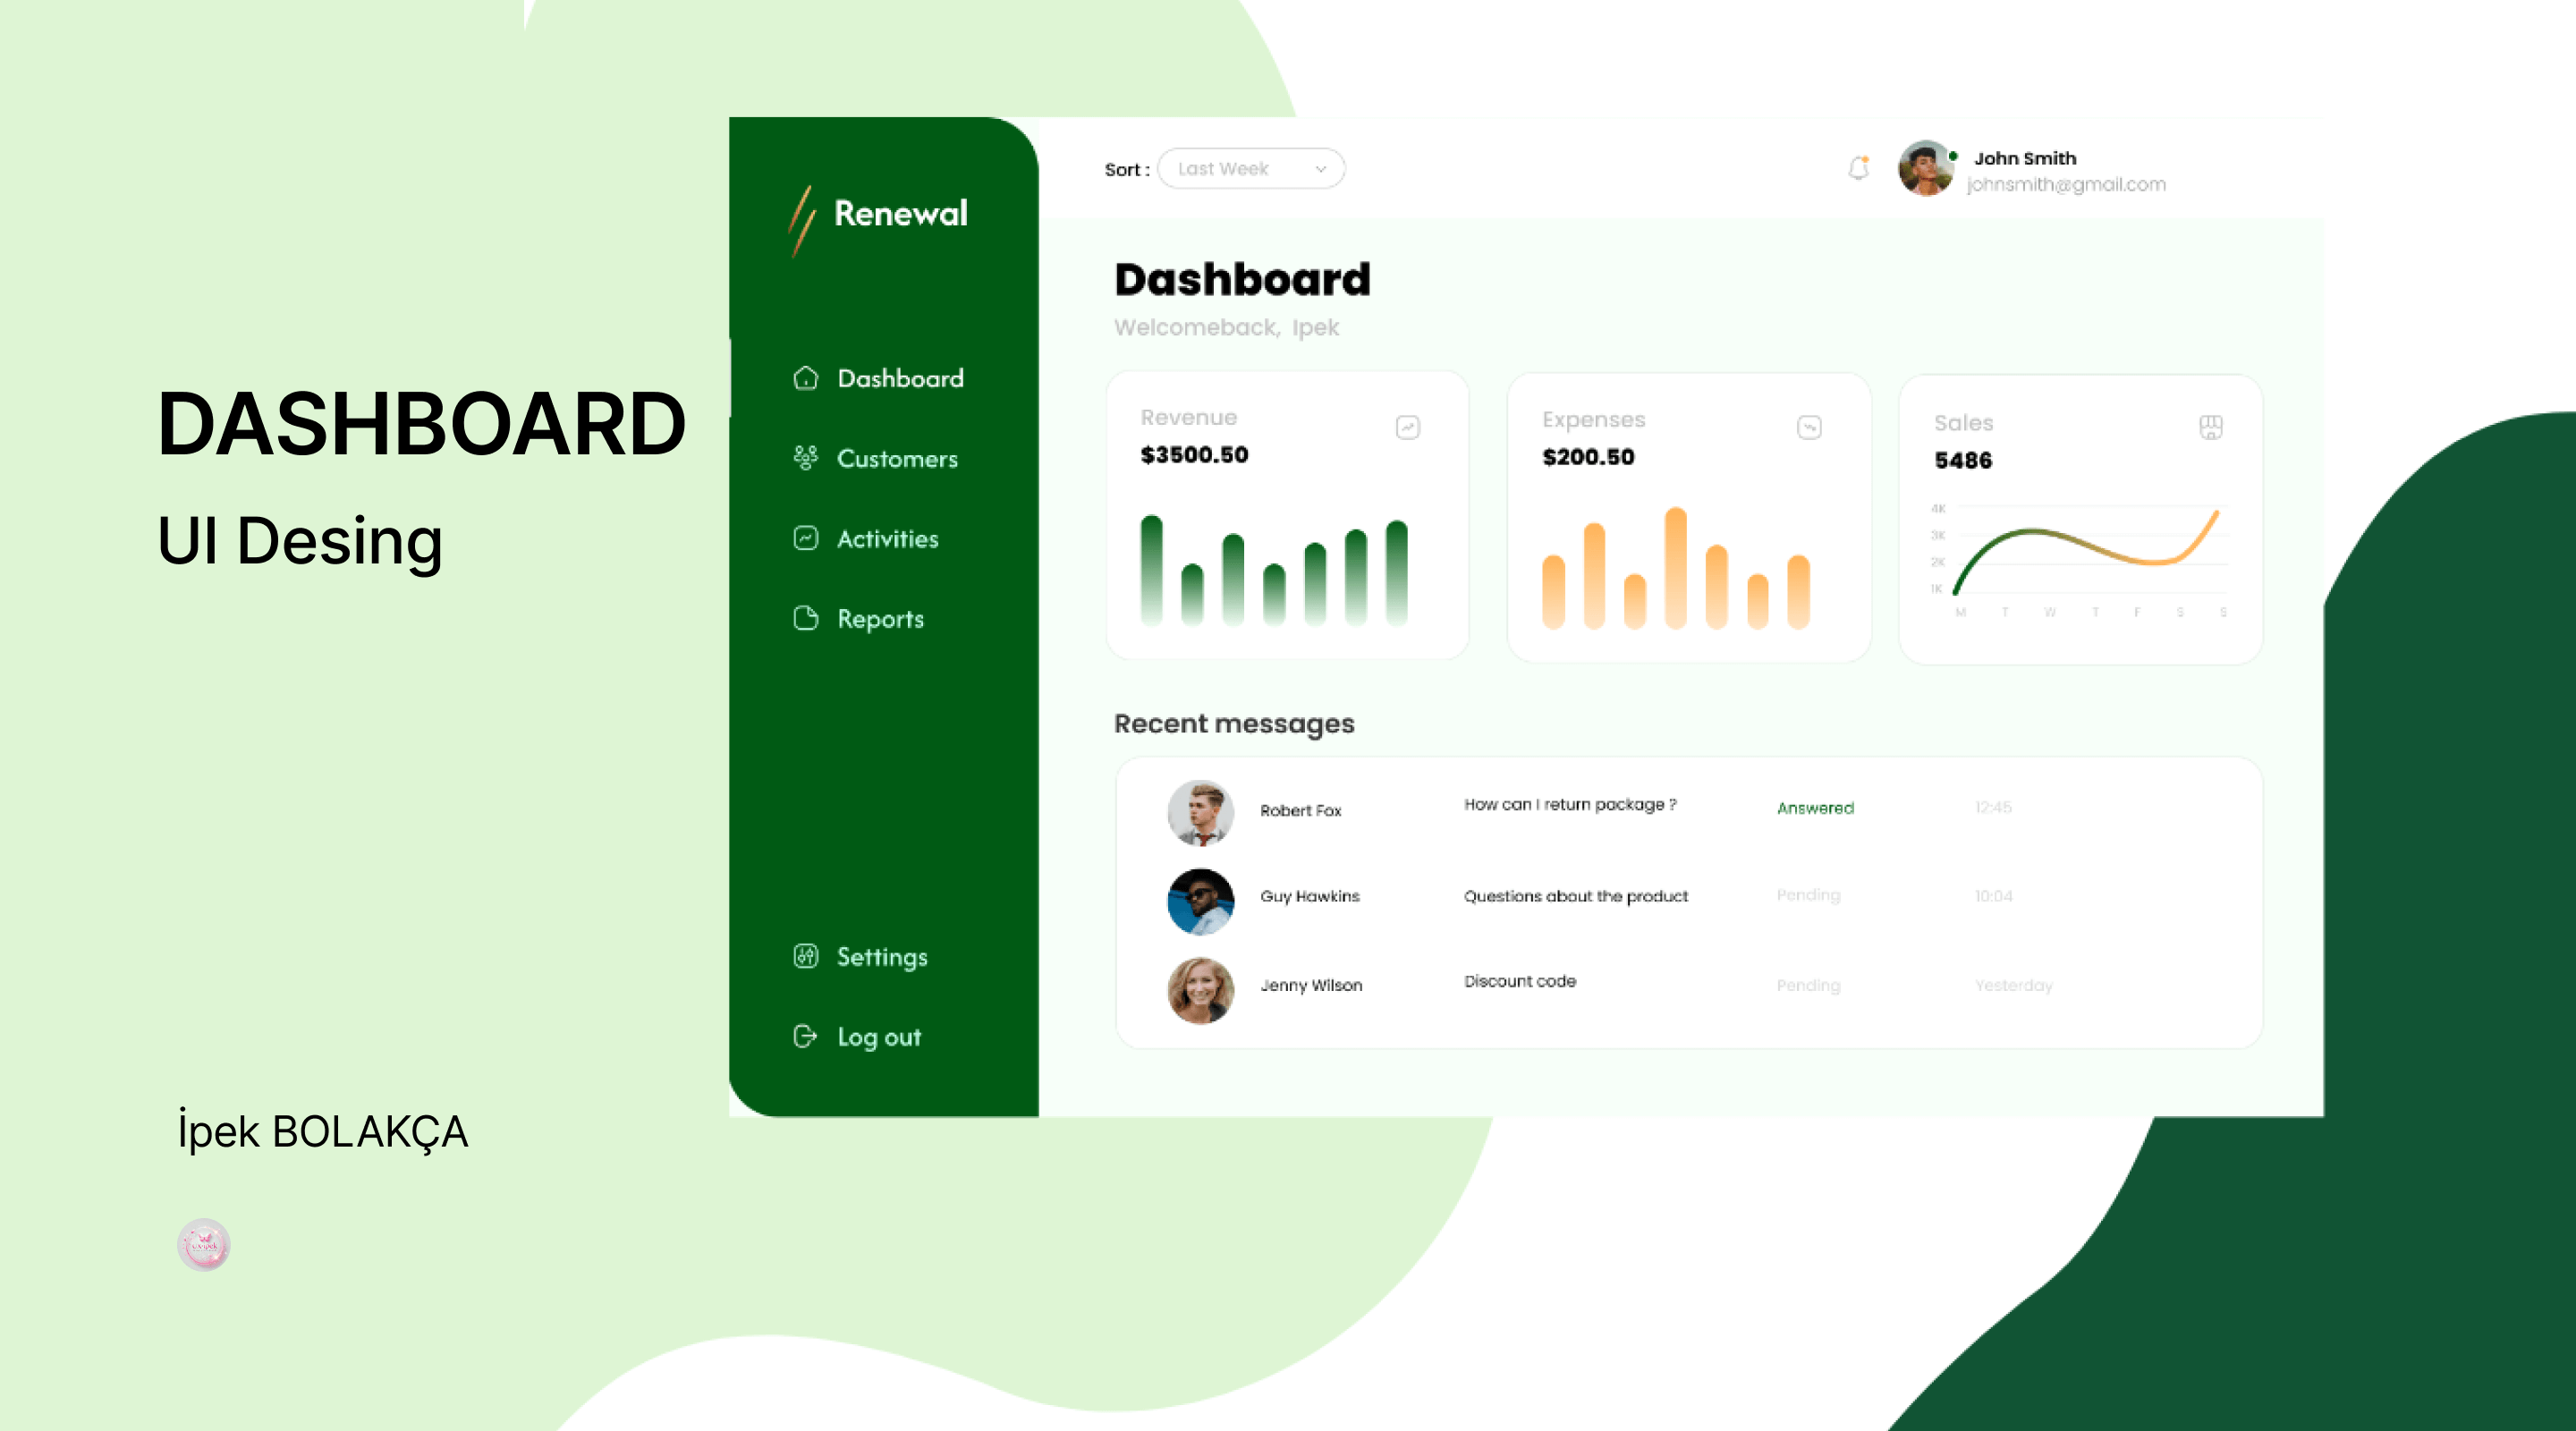 DASHBOARD
UI Desing
İpek BOLAKÇA
Renewal
Dashboard
Customers
Activities
Reports
Settings
Log out
Sort :
Last Week
John Smith
johnsmith@gmail.com
Dashboard
Welcomeback, Ipek
Revenue
$3500.50
Expenses
$200.50
Sales
5486
4K
3K
2K
1K
M T W T F S S
Recent messages
Robert Fox How can I return package ? Answered 12:45
Guy Hawkins Questions about the product Pending 10:04
Jenny Wilson Discount code Pending Yesterday